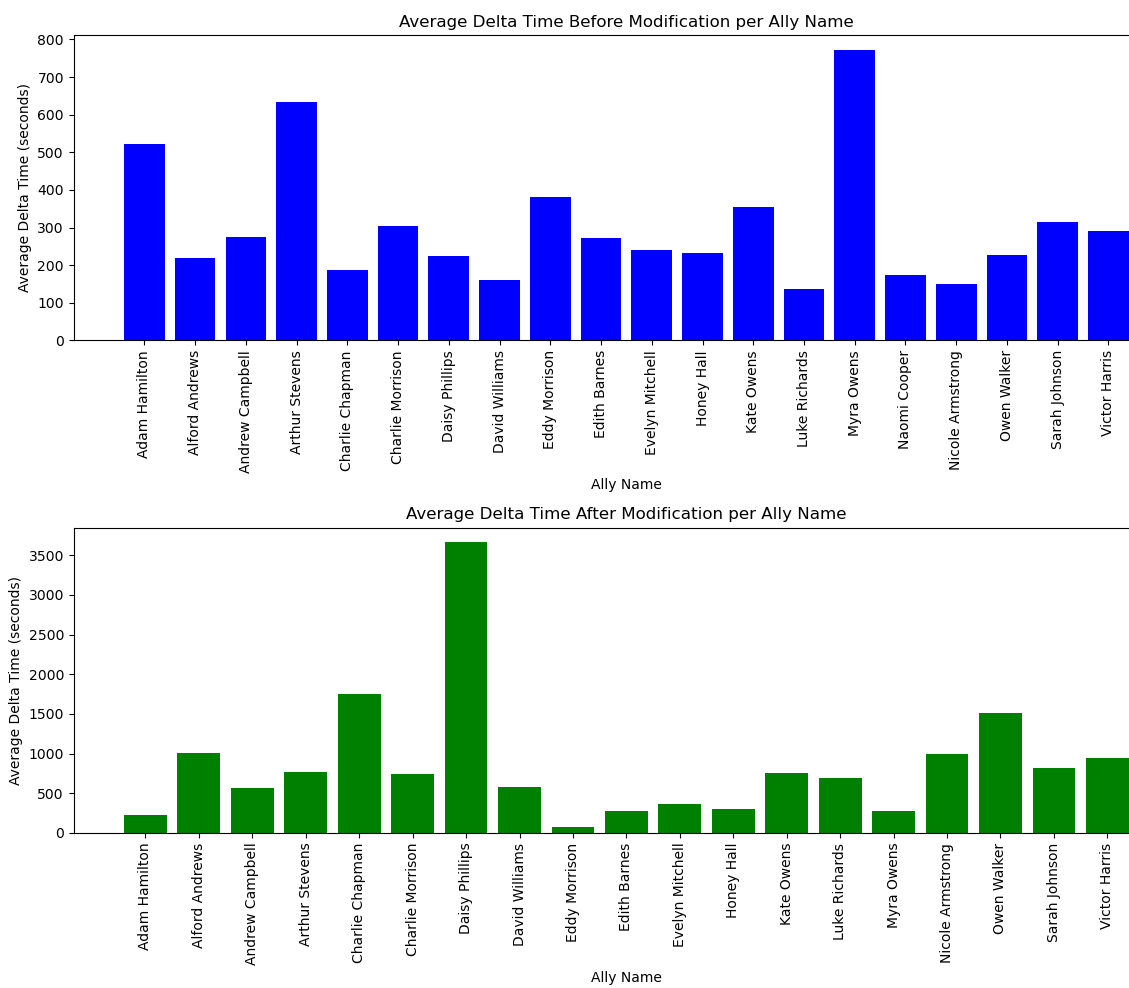 Average Delta Time Before Modification per Ally Name
Average Delta Time (seconds)
800
700
600
500
400
300
200
100
0
Adam Hamilton
Alford Andrews
Andrew Campbell
Arthur Stevens
Charlie Chapman
Charlie Morrison
Daisy Phillips
David Williams
Eddy Morrison
Edith Barnes
Evelyn Mitchell
Honey Hall
Kate Owens
Luke Richards
Myra Owens
Naomi Cooper
Nicole Armstrong
Owen Walker
Sarah Johnson
Victor Harris
Ally Name
Average Delta Time After Modification per Ally Name
Average Delta Time (seconds)
3500
3000
2500
2000
1500
1000
500
0
Adam Hamilton
Alford Andrews
Andrew Campbell
Arthur Stevens
Charlie Chapman
Charlie Morrison
Daisy Phillips
David Williams
Eddy Morrison
Edith Barnes
Evelyn Mitchell
Honey Hall
Kate Owens
Luke Richards
Myra Owens
Nicole Armstrong
Owen Walker
Sarah Johnson
Victor Harris
Ally Name